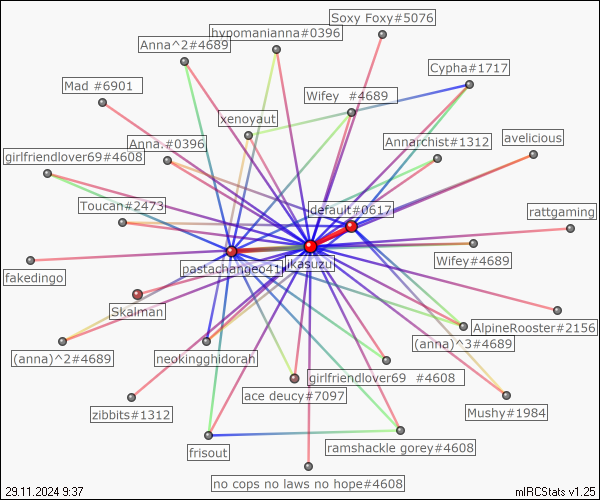 Soxy Foxy#5076
hypomanianna#0396
Anna^2#4689
Cypha#1717
Mad #6901
Wifey #4689
xenoyaut
Annarchist#1312
avelicious
Anna.#0396
girlfriendlover69#4608
Toucan#2473
default#0617
rattgaming
Wifey#4689
ikasuzu
pastachangeo41
fakedingo
Skalman
AlpineRooster#2156
(anna)^3#4689
(anna)^2#4689
neokingghidorah
girlfriendlover69 #4608
ace deucy#7097
zibbits#1312
Mushy#1984
ramshackle gorey#4608
frisout
no cops no laws no hope#4608
29.11.2024 9:37
mIRCStats v1.25